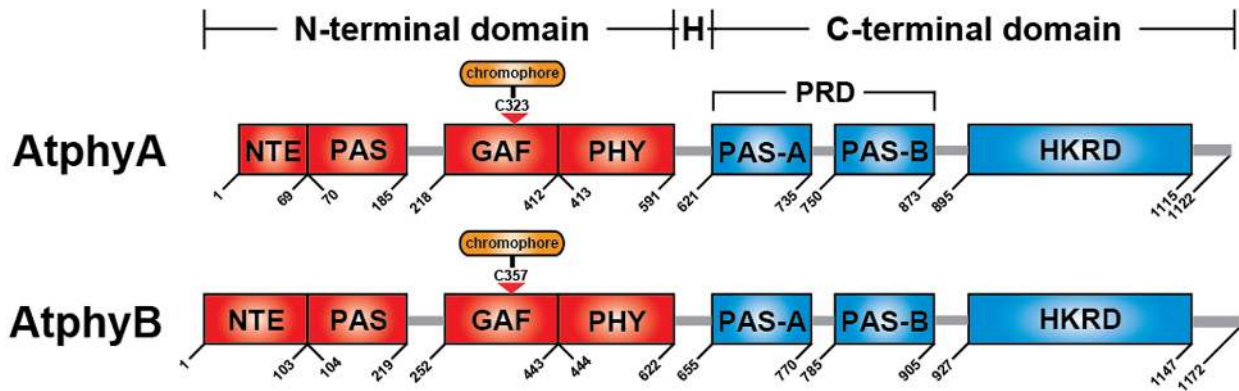 N-terminal domain H C-terminal domain
chromophore
C323
PRD
AtphyA NTE PAS GAF PHY PAS-A PAS-B HKRD
1 69 70 185 218 412 413 591 621 735 750 873 895 1115 1122
chromophore
C357
AtphyB NTE PAS GAF PHY PAS-A PAS-B HKRD
1 103 104 219 252 443 444 622 655 770 785 905 927 1147 1172